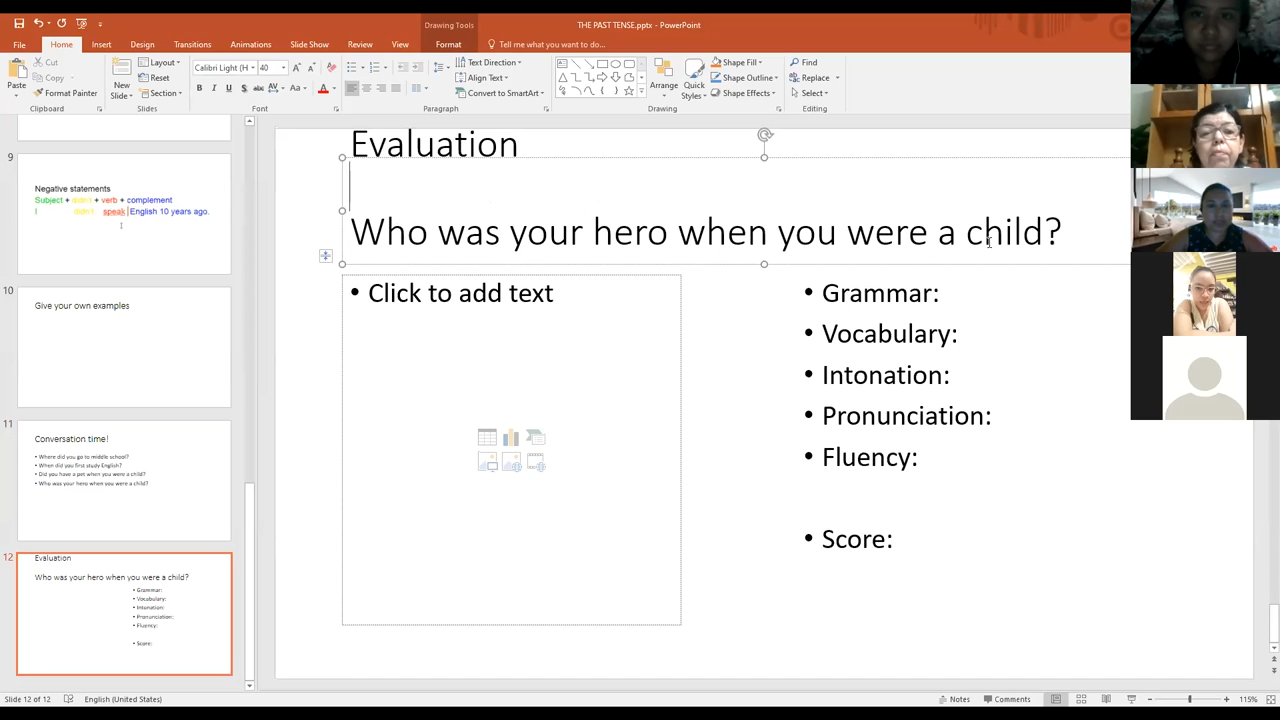 Drawing Tools
THE PAST TENSE.pptx - PowerPoint
File Home Insert Design Transitions Animations Slide Show Review View Format Tell me what you want to do...
Paste
Cut
Copy
Format Painter
Clipboard
New Slide
Layout
Reset
Section
Slides
Calibri Light (H 40
B I U S abc AV Aa A
Font
Text Direction
Align Text
Convert to SmartArt
Paragraph
Arrange
Quick Styles
Shape Fill
Shape Outline
Shape Effects
Drawing
Find
Replace
Select
Editing
9
Negative statements
Subject + didn't + verb + complement
I didn't speak English 10 years ago.
10
Give your own examples
11
Conversation time!
• Where did you go to middle school?
• When did you first study English?
• Did you have a pet when you were a child?
• Who was your hero when you were a child?
12
Evaluation
Who was your hero when you were a child?
• Grammar:
• Vocabulary:
• Intonation:
• Pronunciation:
• Fluency:
• Score:
Evaluation
Who was your hero when you were a child?
• Click to add text
• Grammar:
• Vocabulary:
• Intonation:
• Pronunciation:
• Fluency:
• Score:
Slide 12 of 12 English (United States) Notes Comments 115%